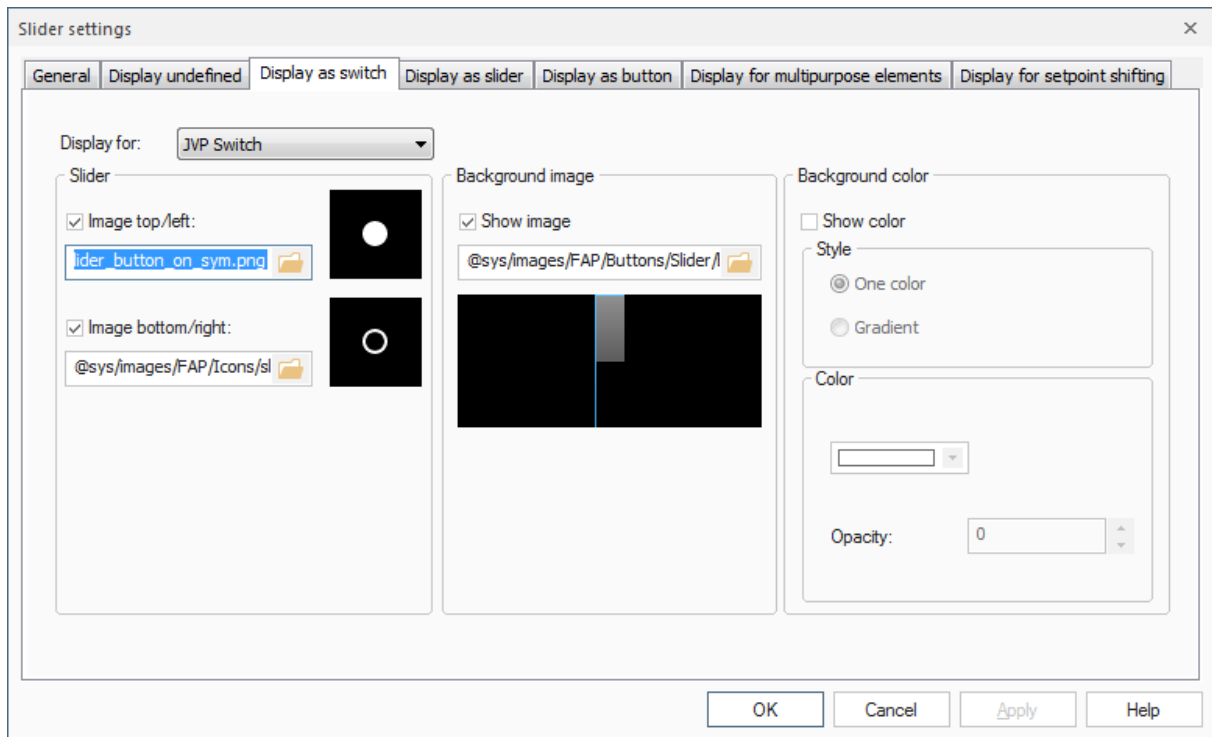 Slider settings
General Display undefined Display as switch Display as slider Display as button Display for multipurpose elements Display for setpoint shifting
Display for: JVP Switch
Slider
Image top/left:
ider_button_on_sym.png
Image bottom/right:
@sys/images/FAP/Icons/sl
Background image
Show image
@sys/images/FAP/Buttons/Slider/
Background color
Show color
Style
One color
Gradient
Color
Opacity: 0
OK Cancel Apply Help